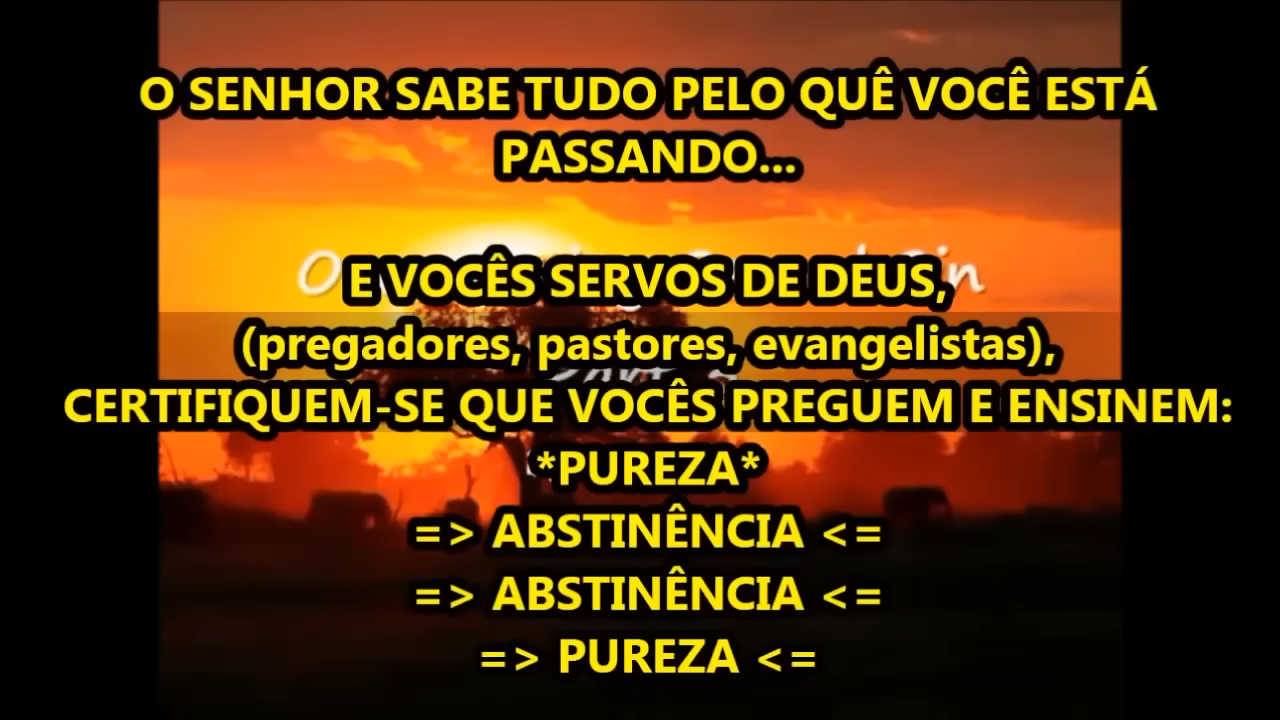 O SENHOR SABE TUDO PELO QUÊ VOCÊ ESTÁ
PASSANDO...
E VOCÊS SERVOS DE DEUS,
(pregadores, pastores, evangelistas),
CERTIFIQUEM-SE QUE VOCÊS PREGUEM E ENSINEM:
*PUREZA*
=> ABSTINÊNCIA <=
=> ABSTINÊNCIA <=
=> PUREZA <=